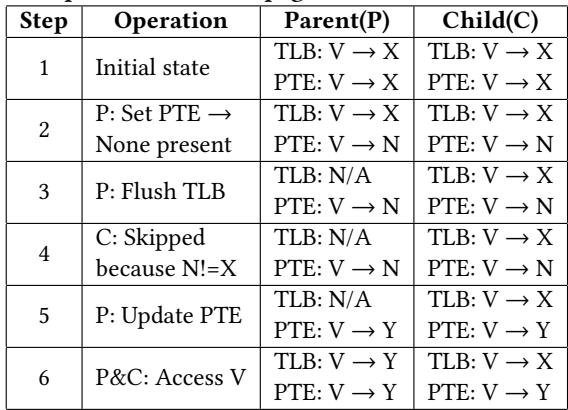 Step Operation Parent(P) Child(C)
1 Initial state TLB: V → X TLB: V → X
PTE: V → X PTE: V → X
2 P: Set PTE → TLB: V → X TLB: V → X
None present PTE: V → N PTE: V → N
3 P: Flush TLB TLB: N/A TLB: V → X
PTE: V → N PTE: V → N
4 C: Skipped TLB: N/A TLB: V → X
because N!=X PTE: V → N PTE: V → N
5 P: Update PTE TLB: N/A TLB: V → X
PTE: V → Y PTE: V → Y
6 P&C: Access V TLB: V → Y TLB: V → X
PTE: V → Y PTE: V → Y